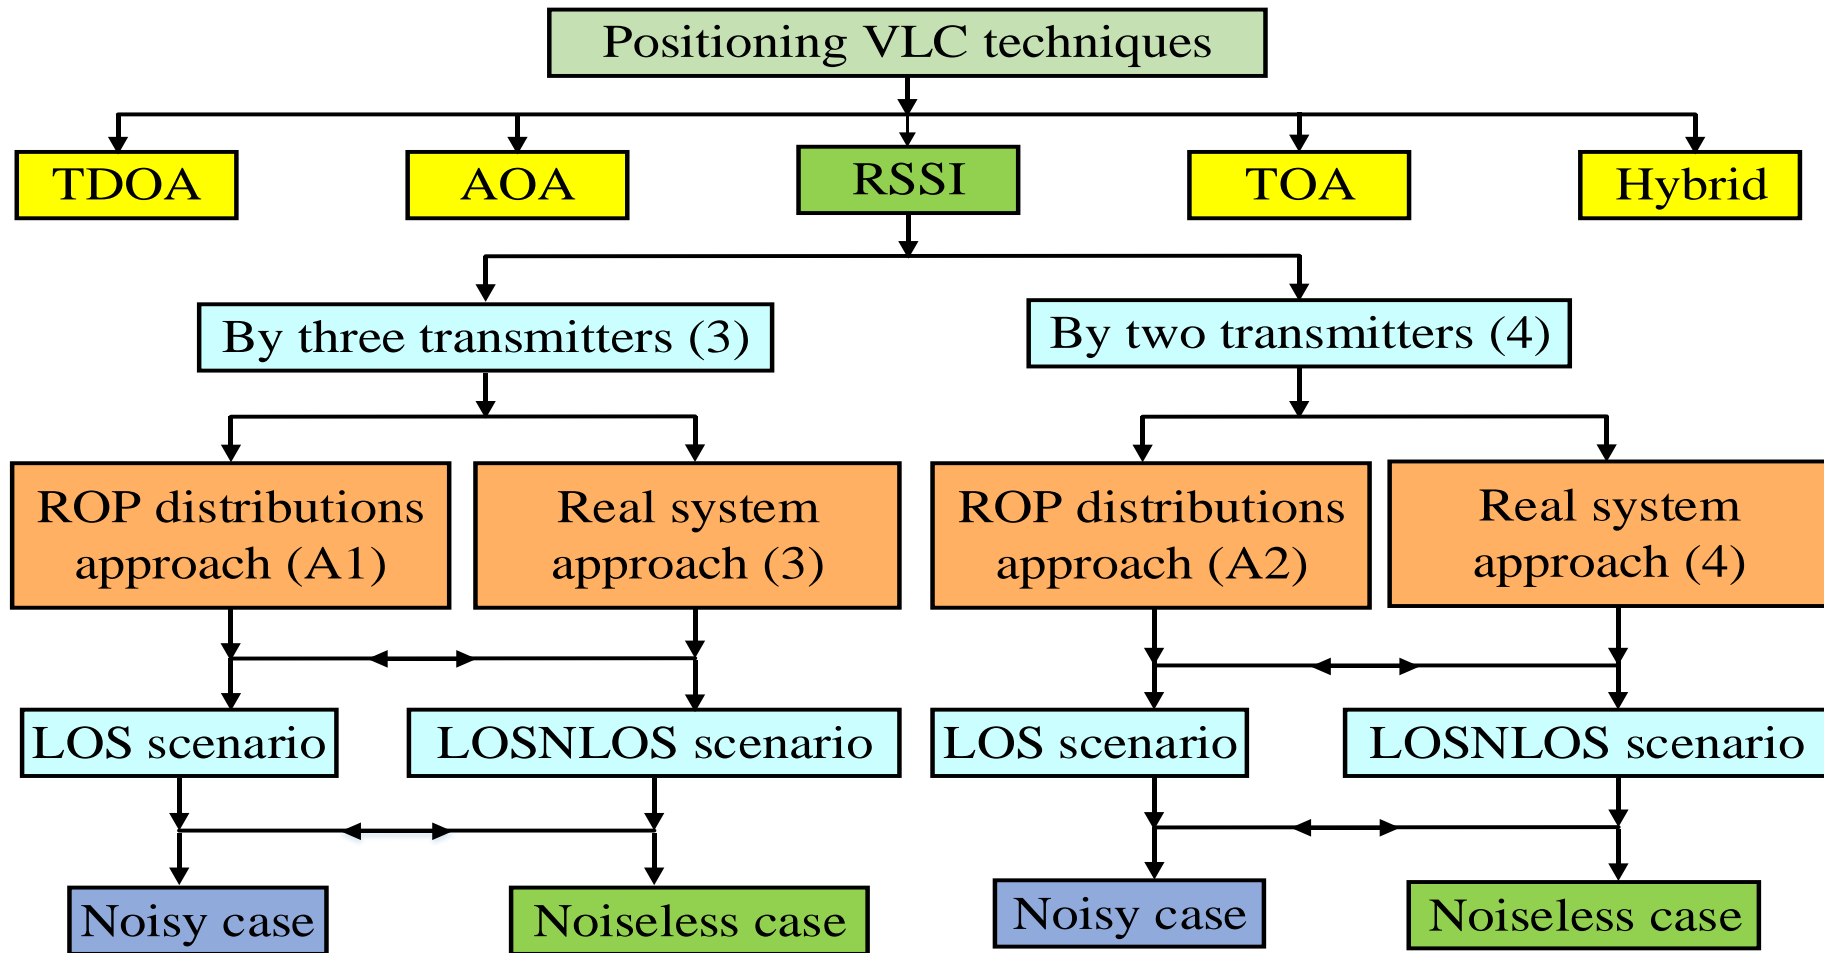 Positioning VLC techniques
TDOA
AOA
RSSI
TOA
Hybrid
By three transmitters (3)
By two transmitters (4)
ROP distributions
approach (A1)
Real system
approach (3)
ROP distributions
approach (A2)
Real system
approach (4)
LOS scenario
LOSNLOS scenario
LOS scenario
LOSNLOS scenario
Noisy case
Noiseless case
Noisy case
Noiseless case